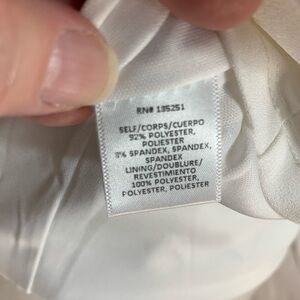 RN# 135251
SELF/CORPS/CUERPO
92% POLYESTER,
POLIESTER
8% SPANDEX, SPANDEX,
SPANDEX
LINING/DOUBLURE/
REVESTIMIENTO
100% POLYESTER,
POLYESTER, POLIESTER